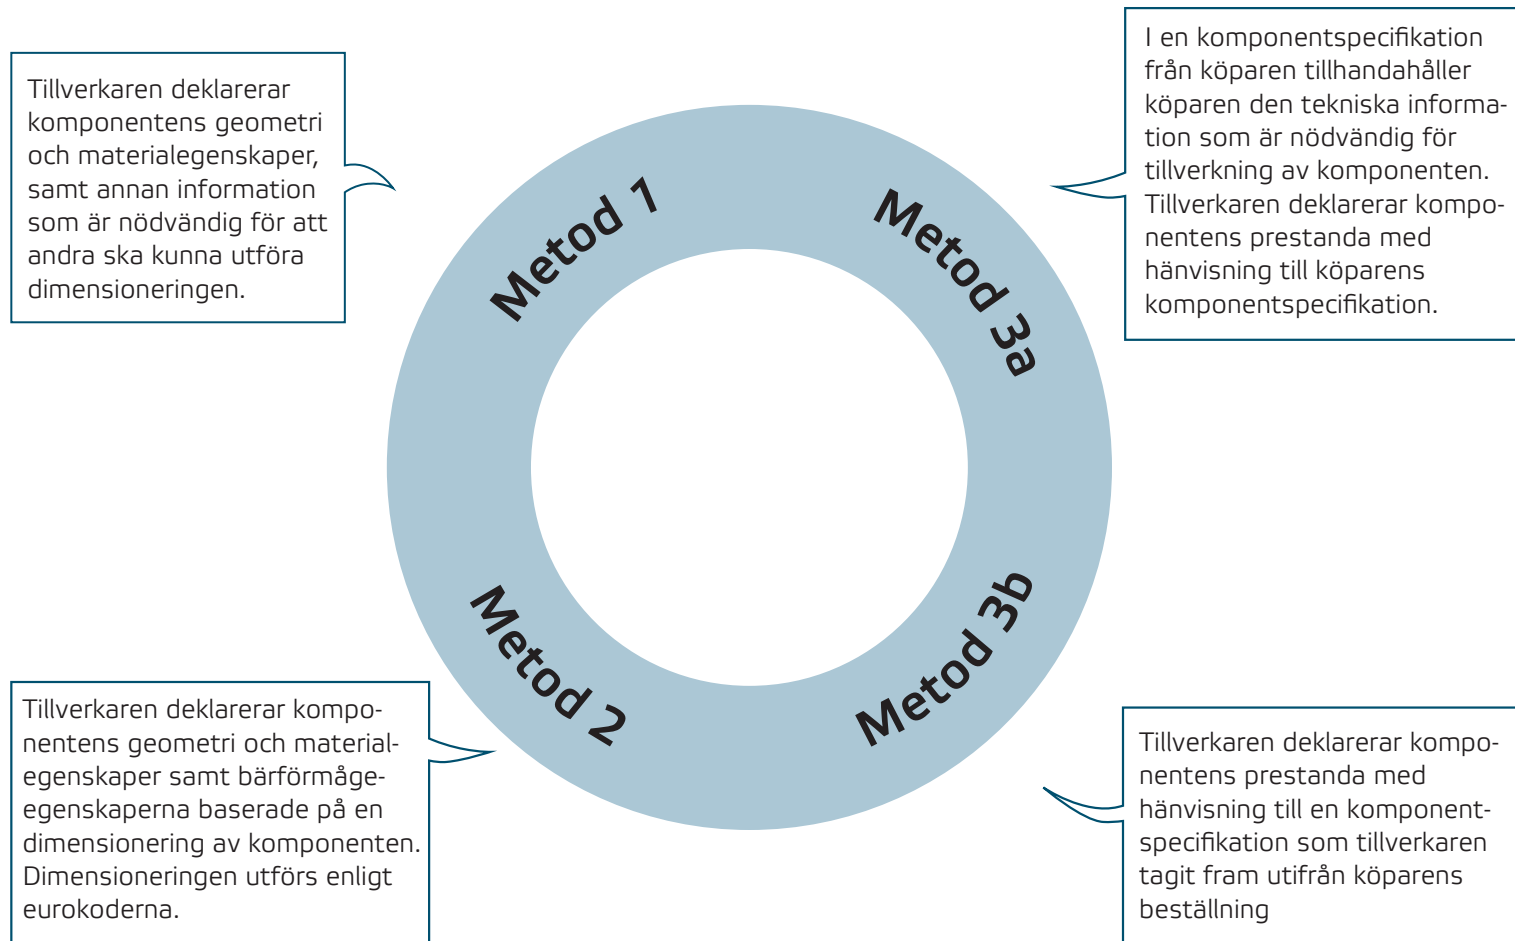 Tillverkaren deklarerar
komponentens geometri
och materialegenskaper,
samt annan information
som är nödvändig för att
andra ska kunna utföra
dimensioneringen.
Metod 1
I en komponentspecifikation
från köparen tillhandahåller
köparen den tekniska informa-
tion som är nödvändig för
tillverkning av komponenten.
Tillverkaren deklarerar kompo-
nentens prestanda med
hänvisning till köparens
komponentspecifikation.
Metod 3a
Tillverkaren deklarerar kompo-
nentens geometri och material-
egenskaper samt bärförmåge-
egenskaperna baserade på en
dimensionering av komponenten.
Dimensioneringen utförs enligt
eurokoderna.
Metod 2
Metod 3b
Tillverkaren deklarerar kompo-
nentens prestanda med
hänvisning till en komponent-
specifikation som tillverkaren
tagit fram utifrån köparens
beställning